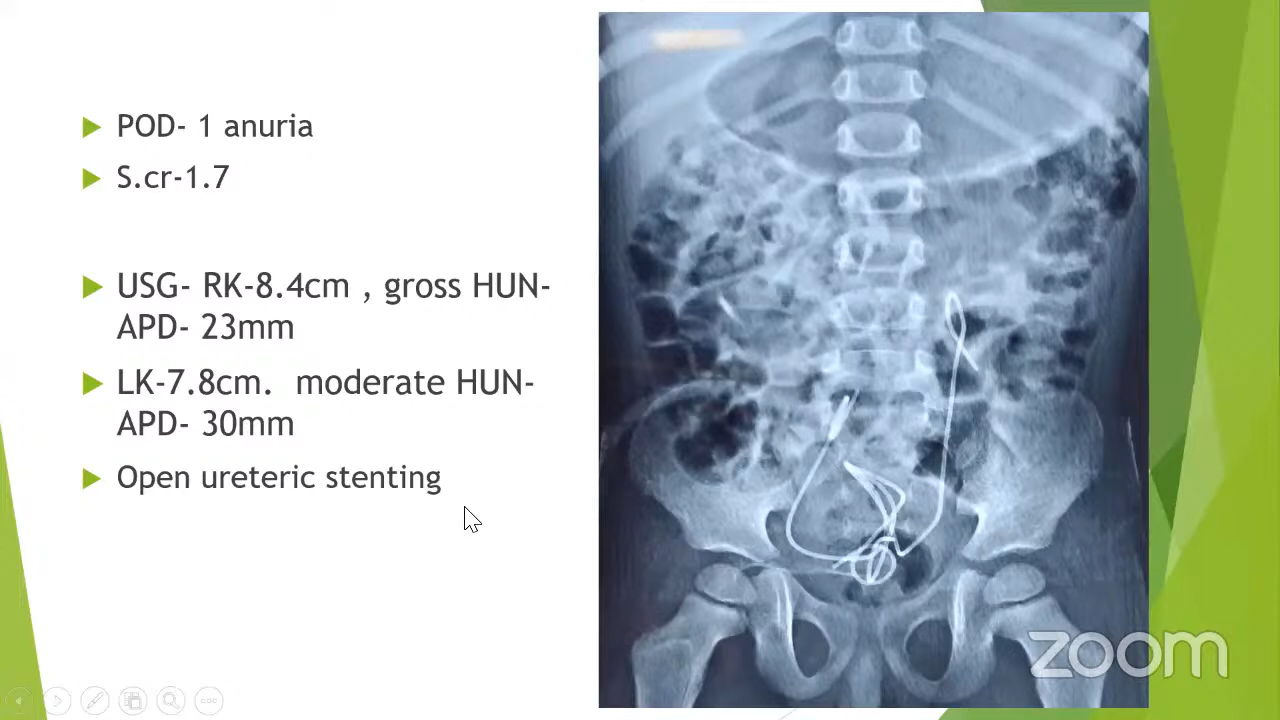 POD- 1 anuria
S.cr-1.7
USG- RK-8.4cm , gross HUN-
APD- 23mm
LK-7.8cm. moderate HUN-
APD- 30mm
Open ureteric stenting
zoom